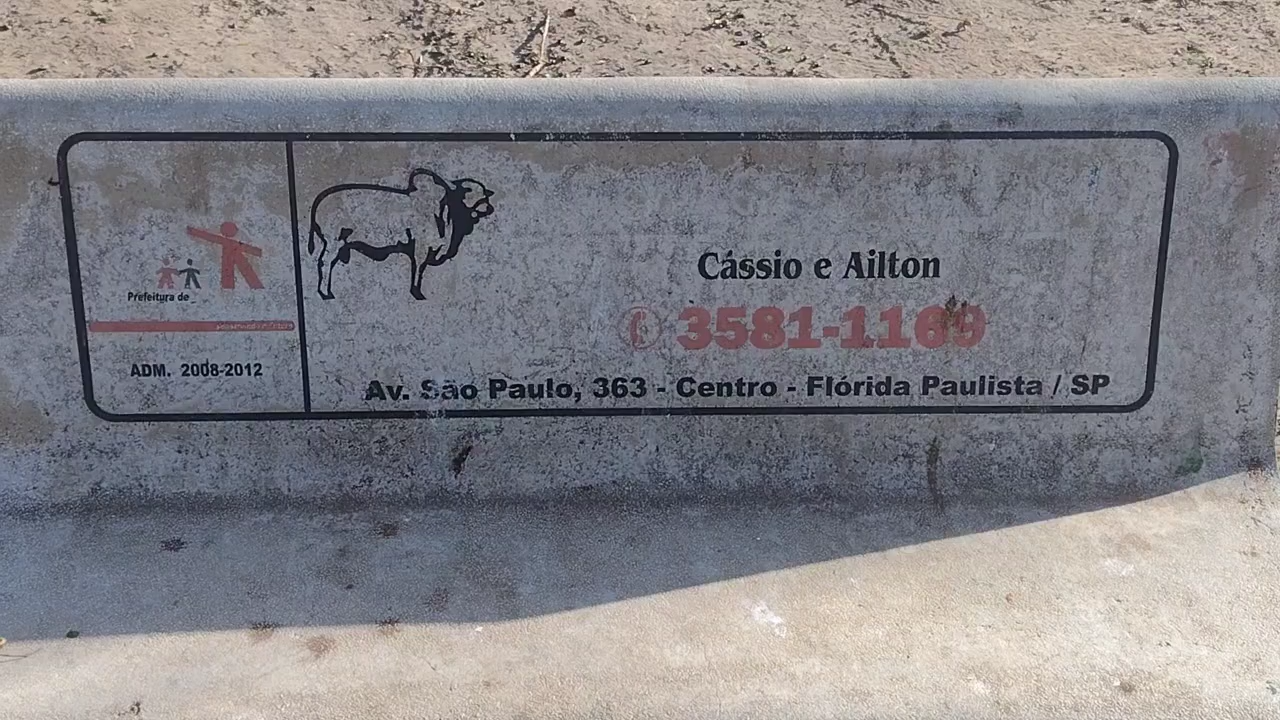 Prefeitura de
ADM. 2008-2012
Cássio e Ailton
3581-1169
Av. São Paulo, 363 - Centro - Flórida Paulista / SP